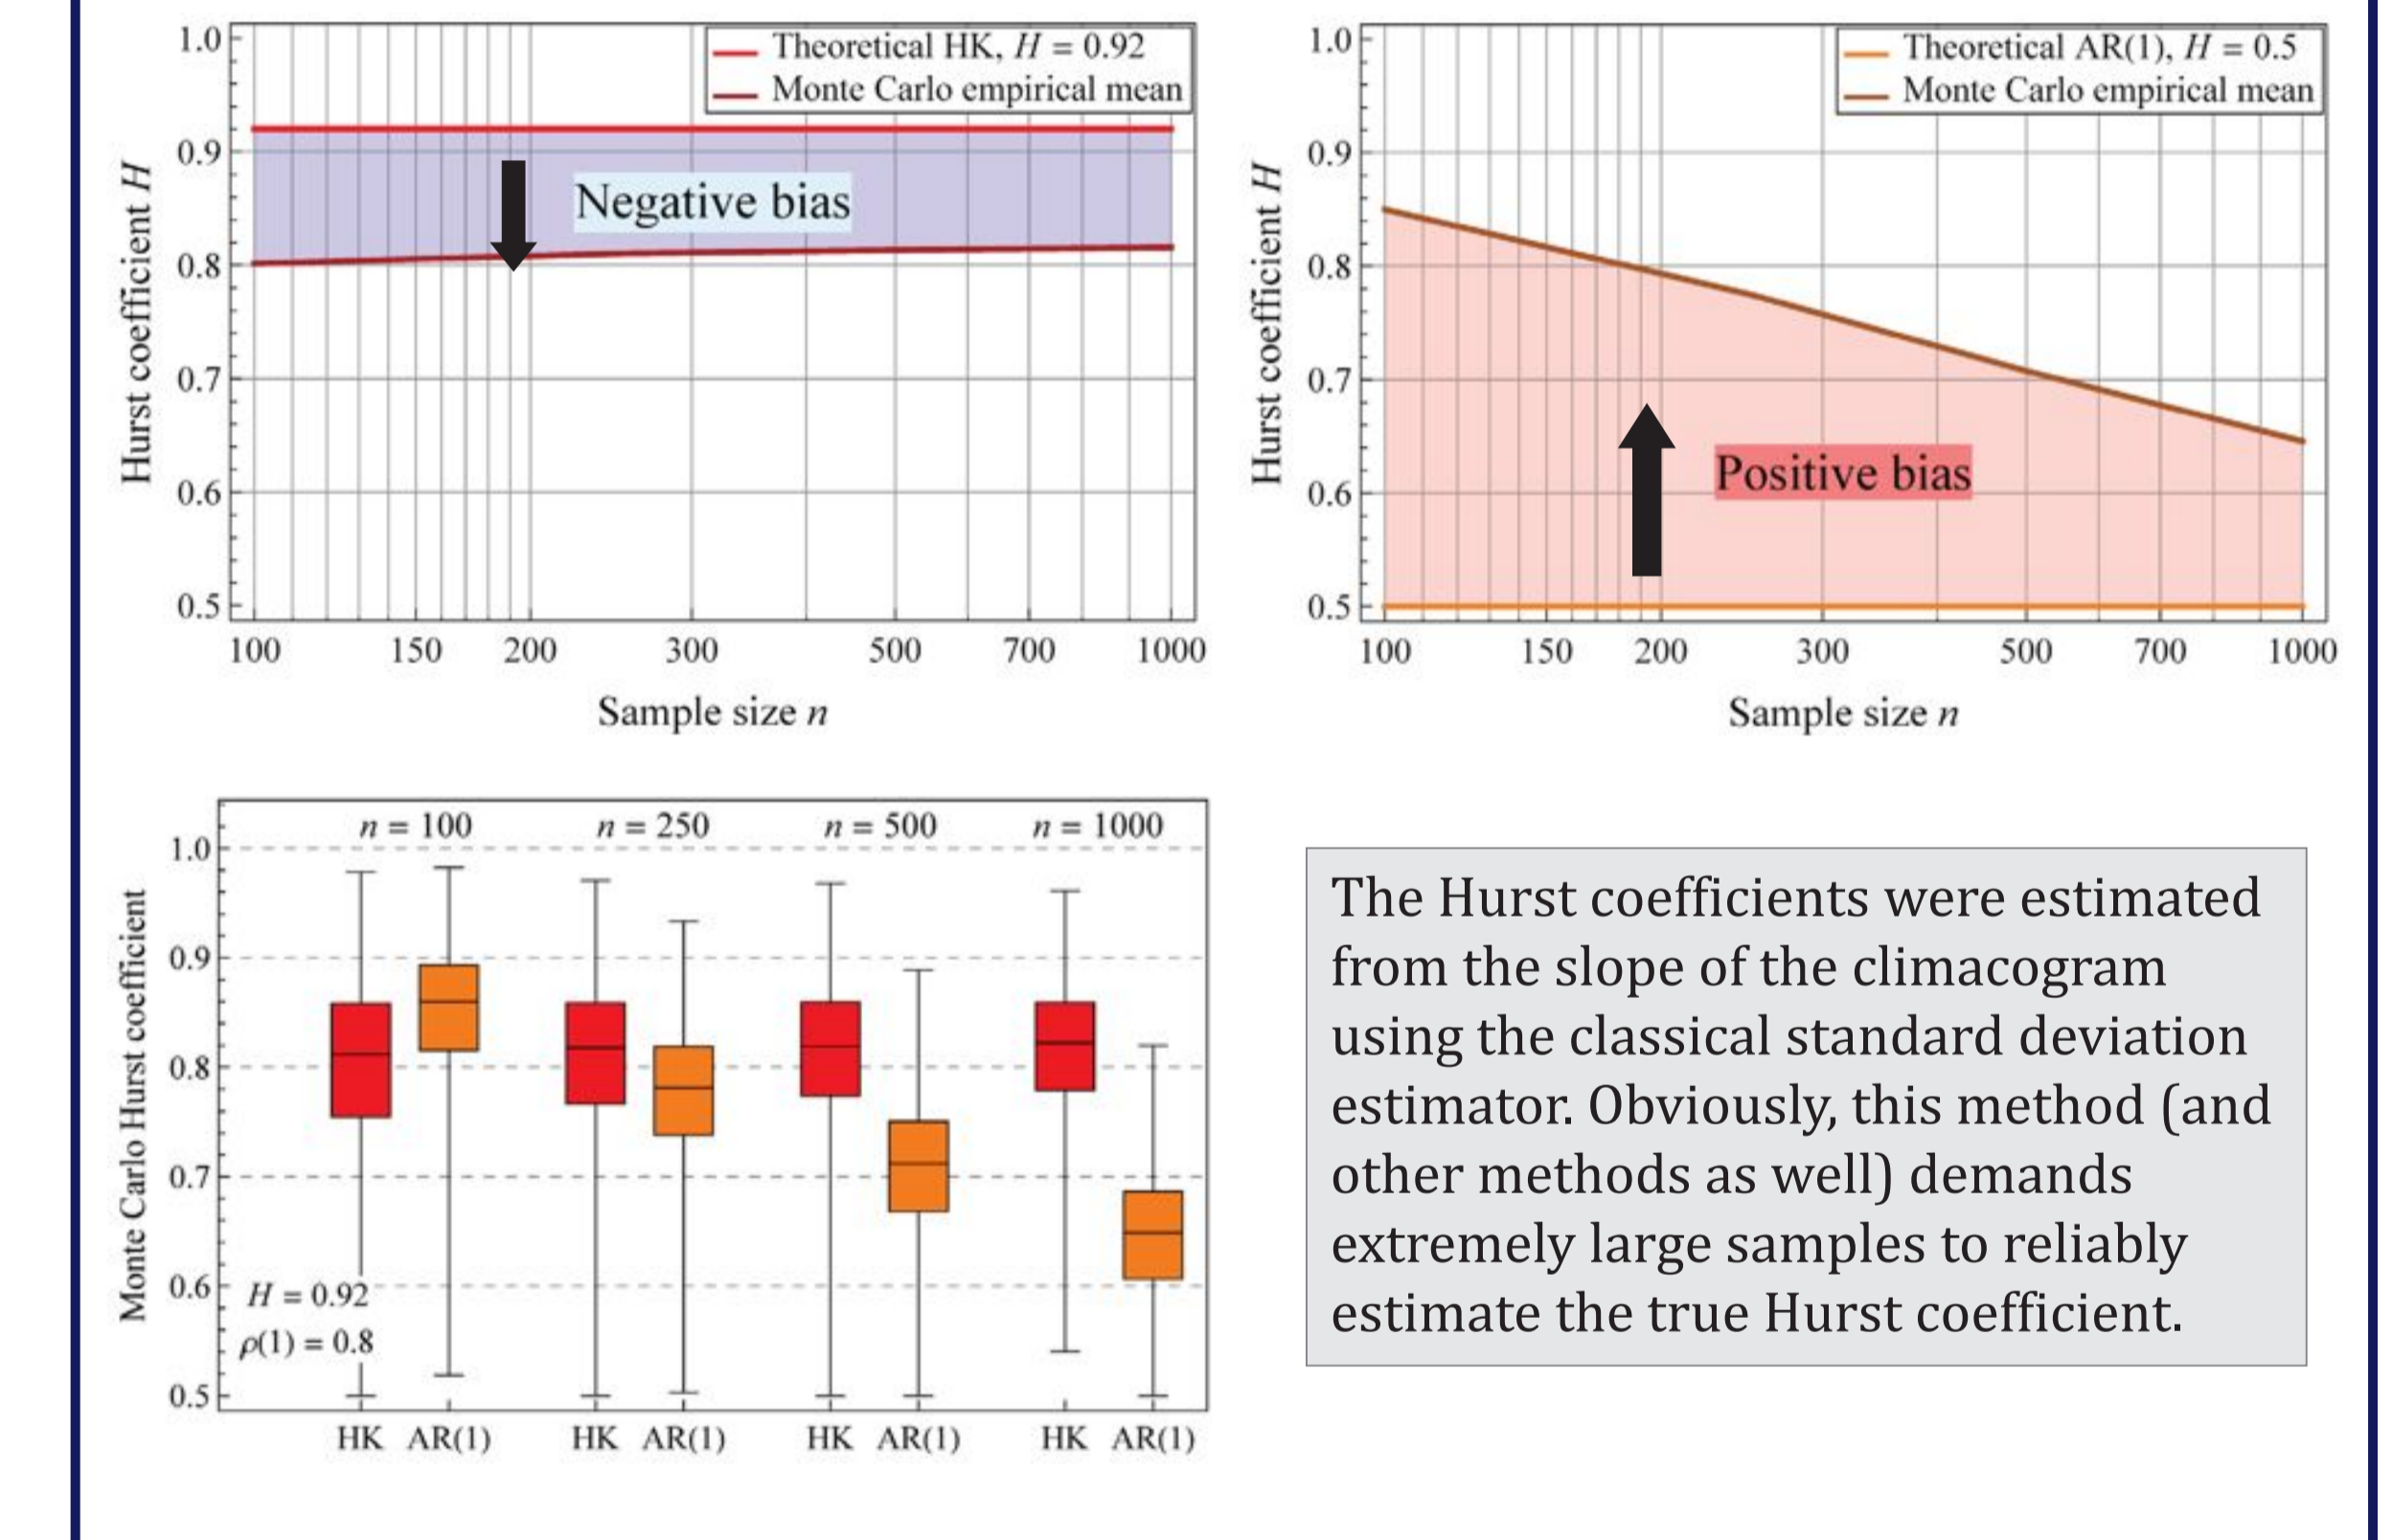 Theoretical HK, H = 0.92
Monte Carlo empirical mean
Negative bias
Hurst coefficient H
1.0
0.9
0.8
0.7
0.6
0.5
100 150 200 300 500 700 1000
Sample size n
Theoretical AR(1), H = 0.5
Monte Carlo empirical mean
Positive bias
Hurst coefficient H
1.0
0.9
0.8
0.7
0.6
0.5
100 150 200 300 500 700 1000
Sample size n
n = 100 n = 250 n = 500 n = 1000
Monte Carlo Hurst coefficient
1.0
0.9
0.8
0.7
0.6
0.5
H = 0.92
ρ(1) = 0.8
HK AR(1) HK AR(1) HK AR(1) HK AR(1)
The Hurst coefficients were estimated
from the slope of the climacogram
using the classical standard deviation
estimator. Obviously, this method (and
other methods as well) demands
extremely large samples to reliably
estimate the true Hurst coefficient.